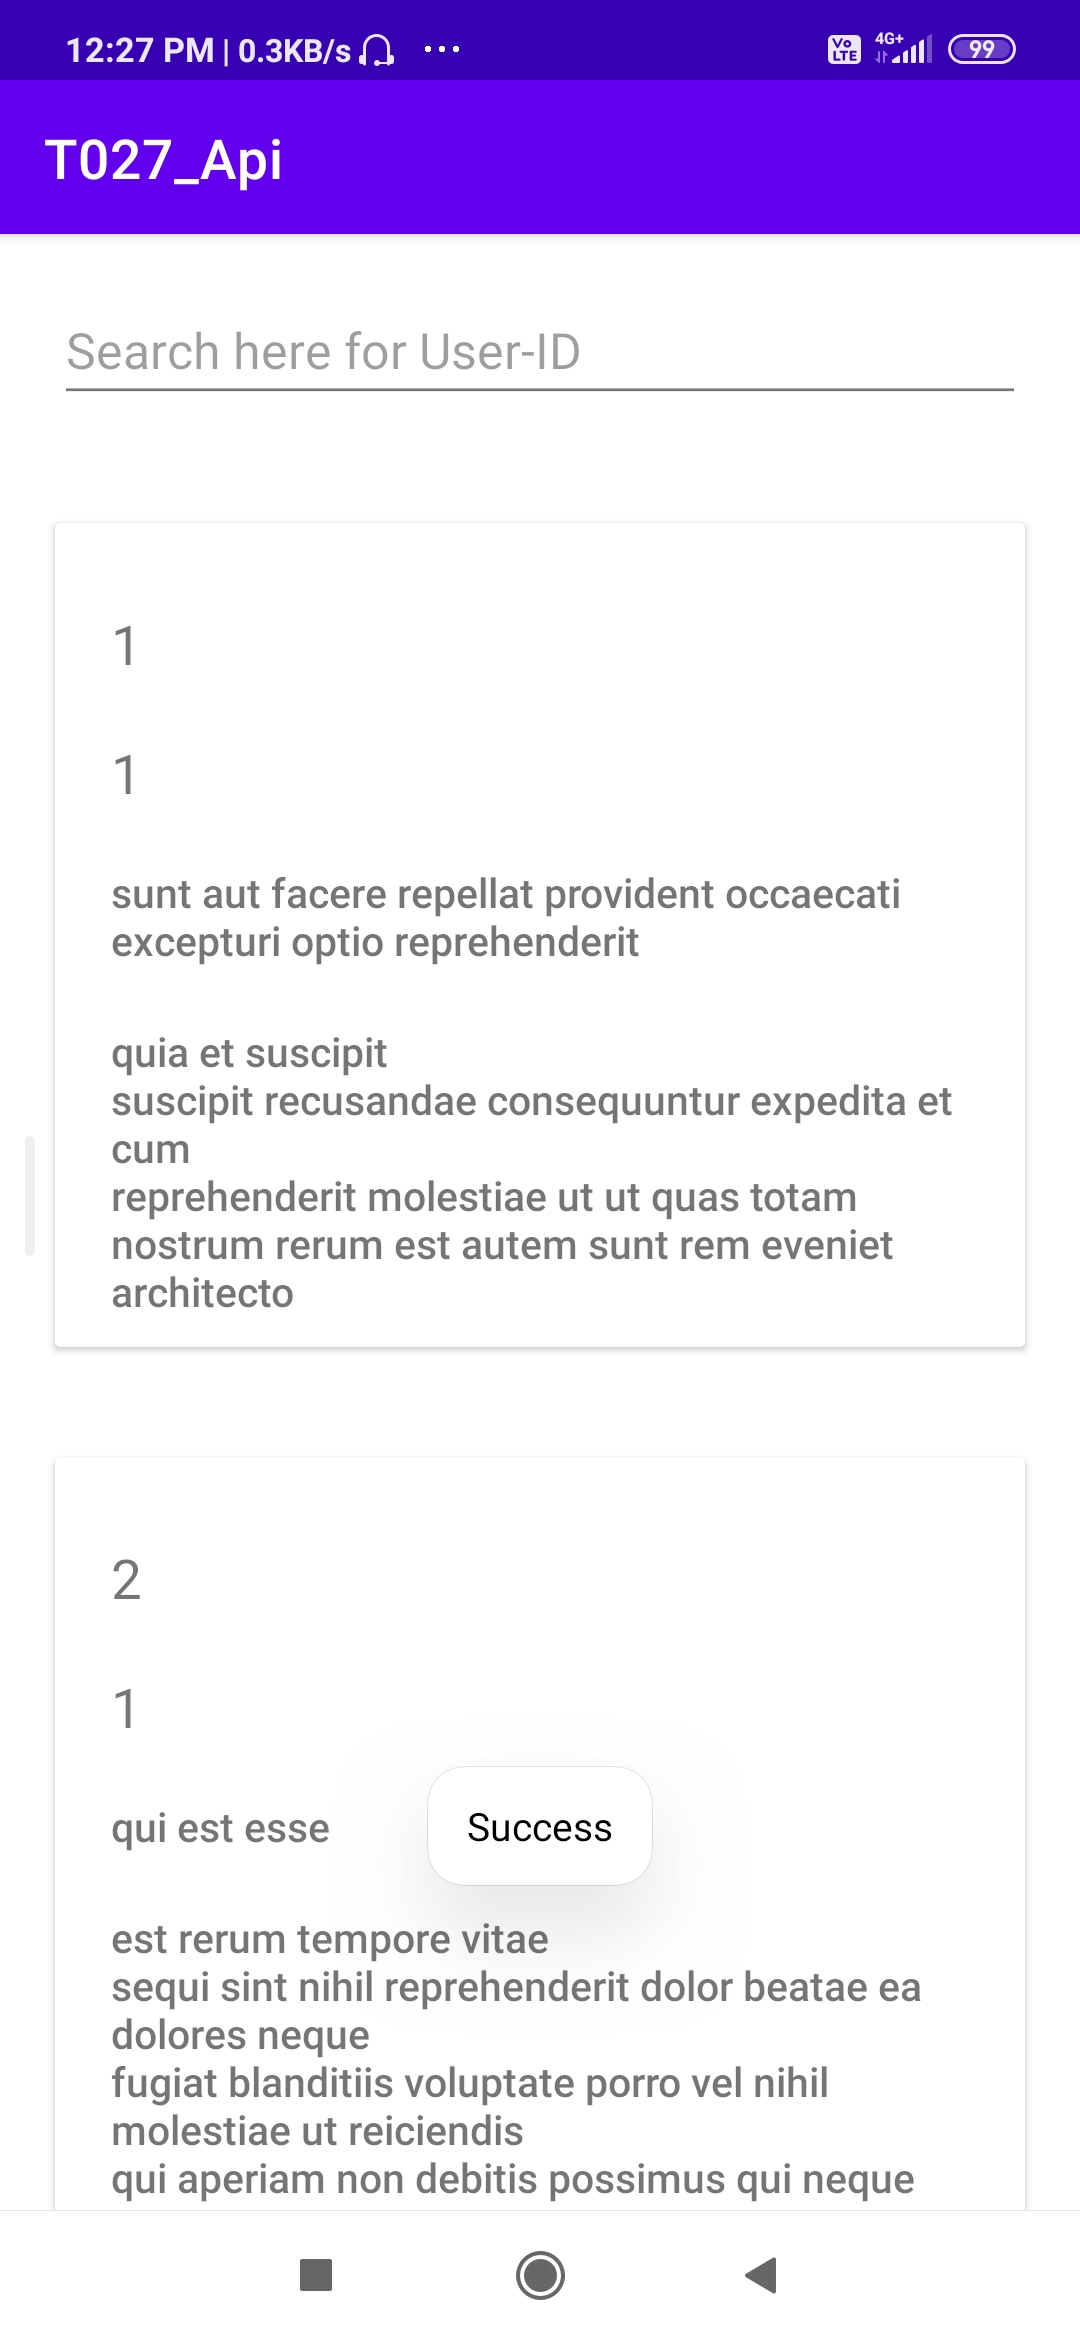 12:27 PM | 0.3KB/s ... Vo LTE 4G+ 99
T027_Api
Search here for User-ID
1
1
sunt aut facere repellat provident occaecati
excepturi optio reprehenderit
quia et suscipit
suscipit recusandae consequuntur expedita et
cum
reprehenderit molestiae ut ut quas totam
nostrum rerum est autem sunt rem eveniet
architecto
2
1
qui est esse
Success
est rerum tempore vitae
sequi sint nihil reprehenderit dolor beatae ea
dolores neque
fugiat blanditiis voluptate porro vel nihil
molestiae ut reiciendis
qui aperiam non debitis possimus qui neque